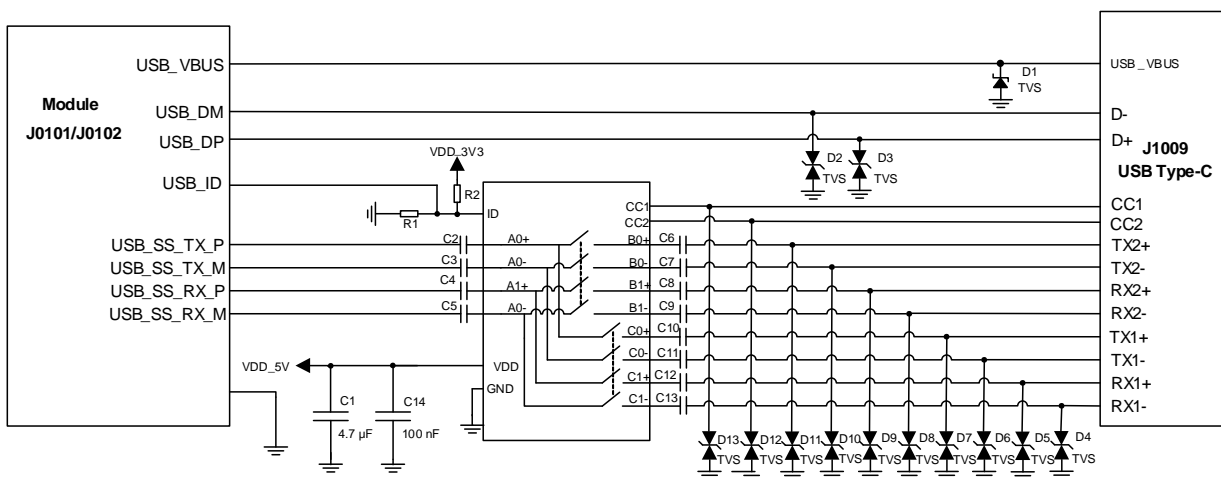 Module
J0101/J0102
USB_VBUS
USB_DM
USB_DP
USB_ID
USB_SS_TX_P
USB_SS_TX_M
USB_SS_RX_P
USB_SS_RX_M
VDD_3V3
R2
R1
C2
C3
C4
C5
VDD_5V
C1
4.7 µF
C14
100 nF
ID
A0+
A0-
A1+
A0-
VDD
GND
CC1
CC2
B0+
B0-
B1+
B1-
C0+
C0-
C1+
C1-
C6
C7
C8
C9
C10
C11
C12
C13
D1
TVS
D2
TVS
D3
TVS
D13
TVS
D12
TVS
D11
TVS
D10
TVS
D9
TVS
D8
TVS
D7
TVS
D6
TVS
D5
TVS
D4
TVS
USB_VBUS
D-
D+
J1009
USB Type-C
CC1
CC2
TX2+
TX2-
RX2+
RX2-
TX1+
TX1-
RX1+
RX1-